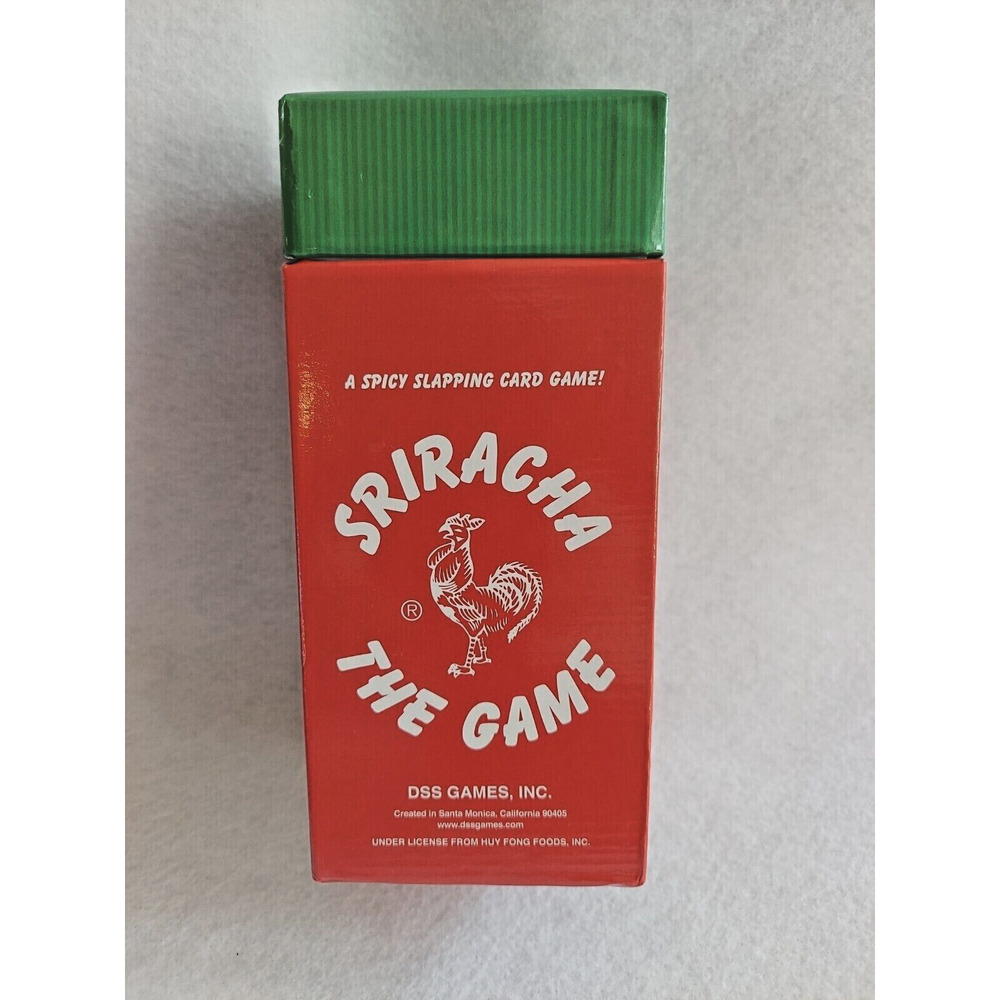 A SPICY SLAPPING CARD GAME!
SRIRACHA
®
THE GAME
DSS GAMES, INC.
Created in Santa Monica, California 90405
www.dssgames.com
UNDER LICENSE FROM HUY FONG FOODS, INC.